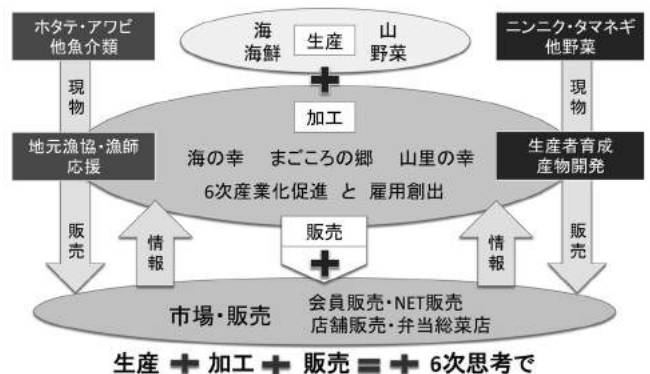 ホタテ・アワビ
他魚介類
海
海鮮
生産
山
野菜
ニンニク・タマネギ
他野菜
現物
現物
加工
地元漁協・漁師
応援
海の幸 まごころの郷 山里の幸
6次産業化促進 と 雇用創出
生産者育成
産物開発
販売
情報
販売
情報
販売
市場・販売
会員販売・NET販売
店舗販売・弁当総菜店
生産 + 加工 + 販売 = + 6次思考で